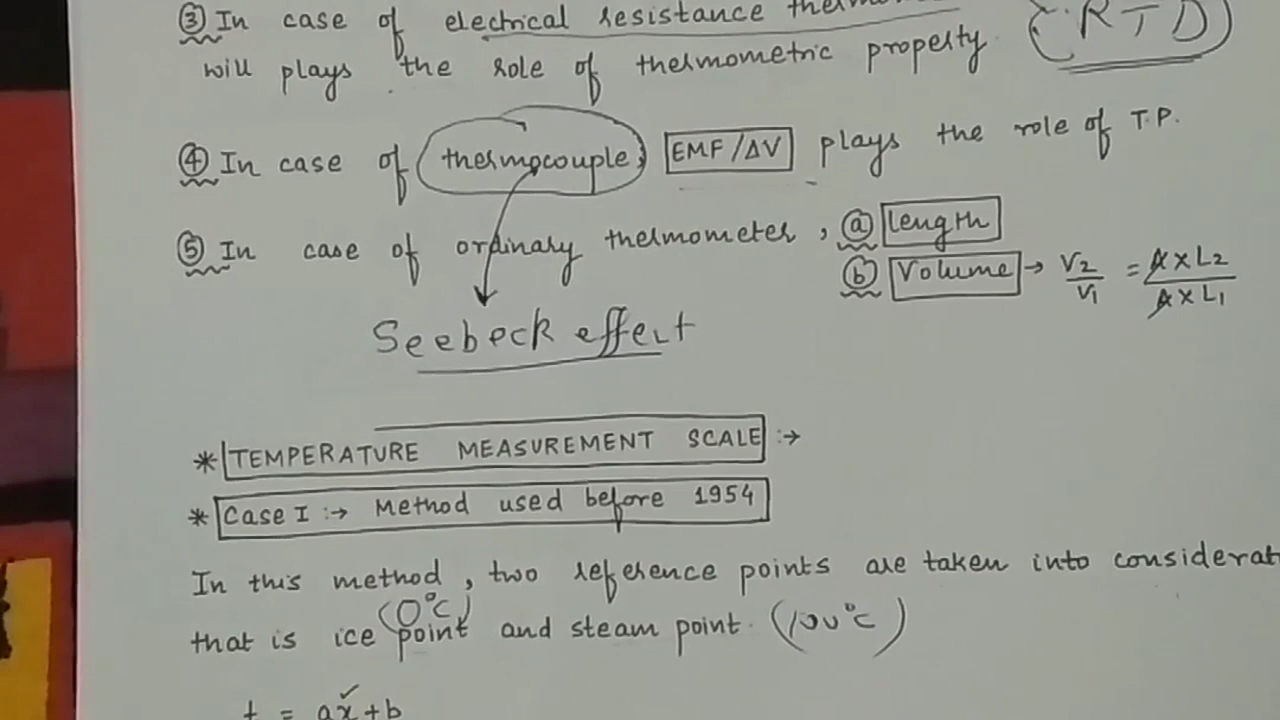 ③ In case of electrical resistance
will plays the role of thermometric property. (RTD)
④ In case of thermocouple, EMF/ΔV plays the role of T.P.
⑤ In case of ordinary thermometer, ⓐ length
ⓑ Volume → V2/V1 = A×L2/A×L1
Seebeck effect
* TEMPERATURE MEASUREMENT SCALE :→
* Case I :→ Method used before 1954
In this method, two reference points are taken into considerat
(0°C)
that is ice point and steam point. (100°C)
t = ax+b